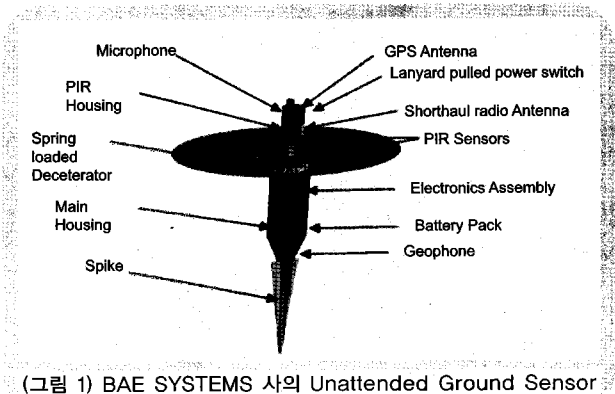 Microphone
GPS Antenna
Lanyard pulled power switch
PIR
Housing
Shorthaul radio Antenna
Spring
loaded
Deceterator
PIR Sensors
Electronics Assembly
Main
Housing
Battery Pack
Geophone
Spike
(그림 1) BAE SYSTEMS 사의 Unattended Ground Sensor